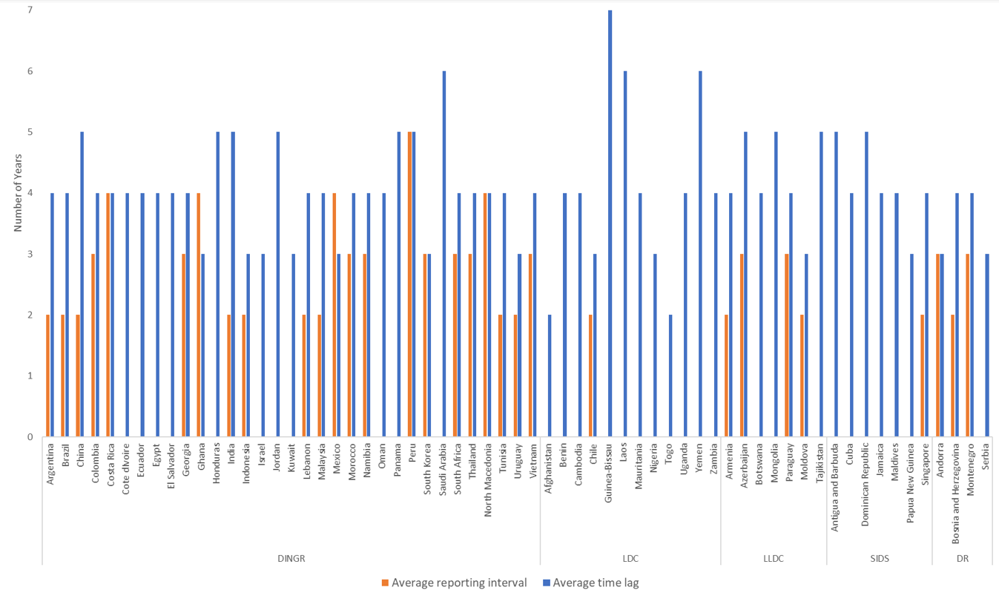 7
6
5
4
3
2
1
0
Number of Years
Argentina
Brazil
China
Colombia
Costa Rica
Cote dIvoire
Ecuador
Egypt
El Salvador
Georgia
Ghana
Honduras
India
Indonesia
Israel
Jordan
Kuwait
Lebanon
Malaysia
Mexico
Morocco
Namibia
Oman
Panama
Peru
South Korea
Saudi Arabia
South Africa
Thailand
North Macedonia
Tunisia
Uruguay
Vietnam
Afghanistan
Benin
Cambodia
Chile
Guinea-Bissau
Laos
Mauritania
Nigeria
Togo
Uganda
Yemen
Zambia
Armenia
Azerbaijan
Botswana
Mongolia
Paraguay
Moldova
Tajikistan
Antigua and Barbuda
Cuba
Dominican Republic
Jamaica
Maldives
Papua New Guinea
Singapore
Andorra
Bosnia and Herzegovina
Montenegro
Serbia
DINGR
LDC
LLDC
SIDS
DR
Average reporting interval
Average time lag